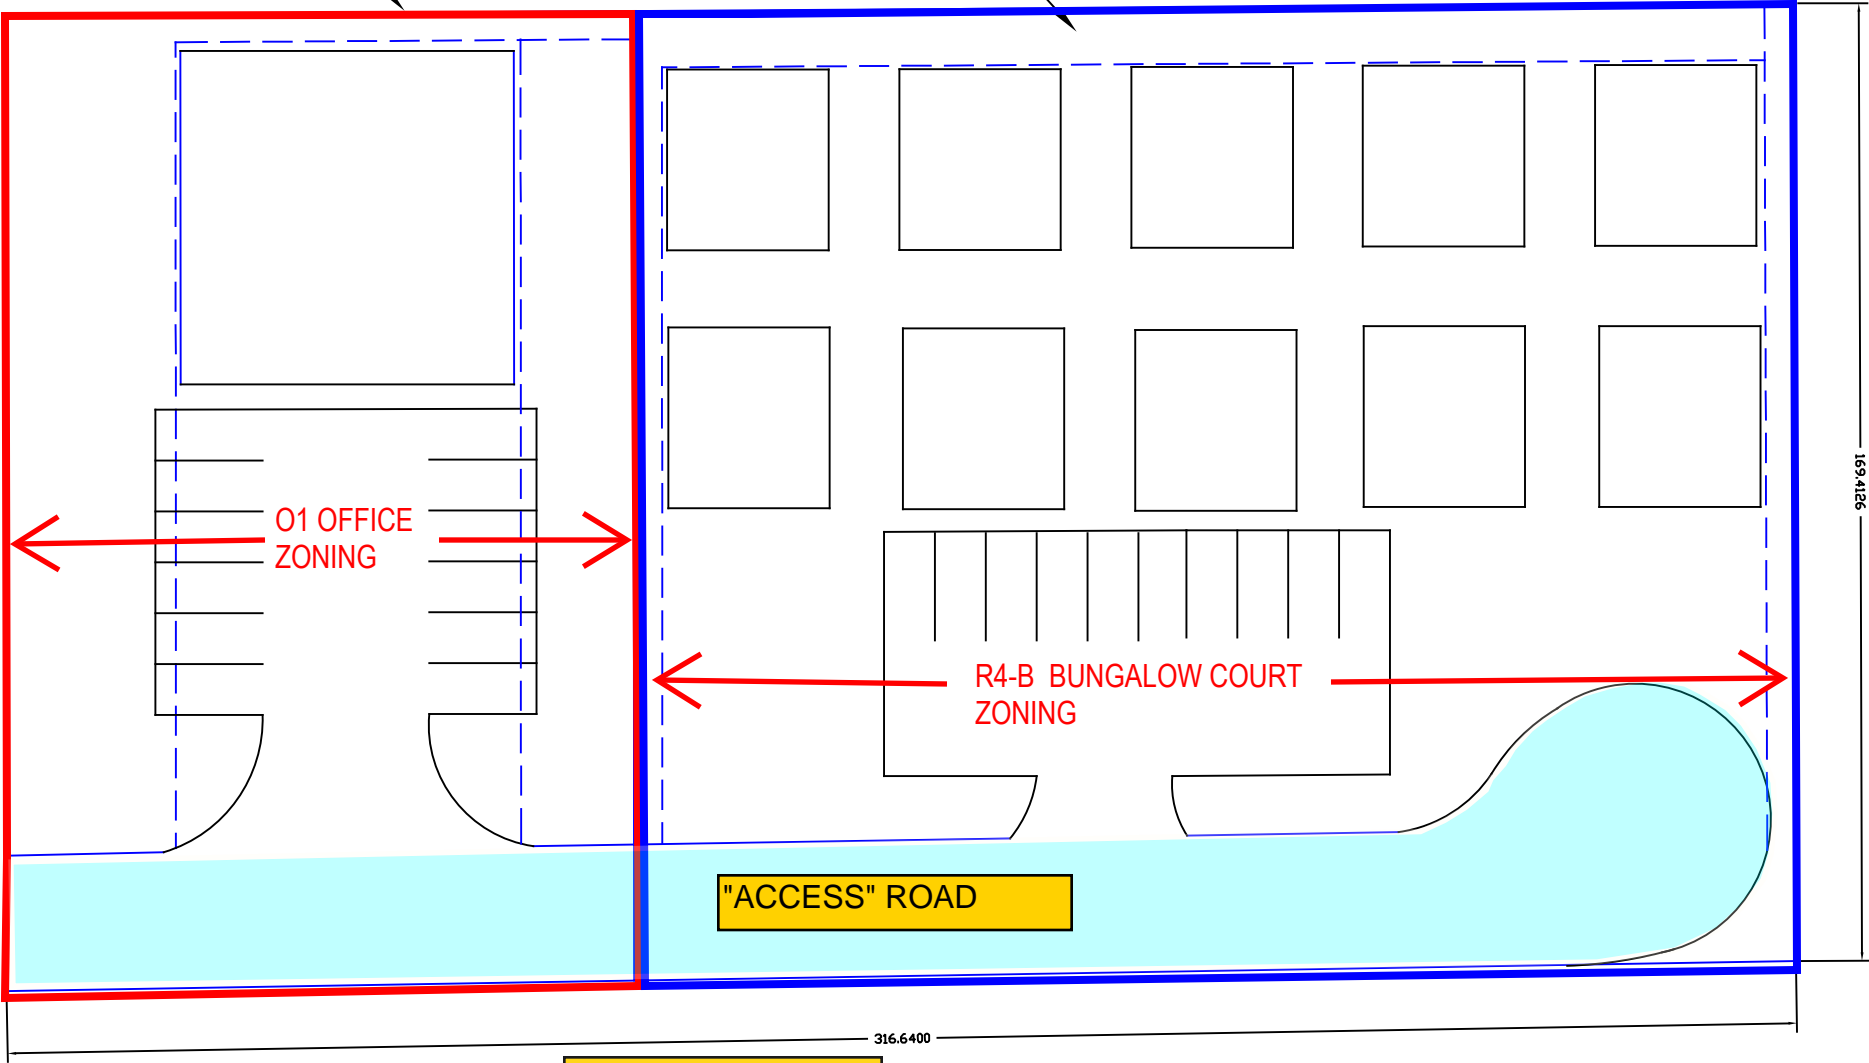 O1 OFFICE
ZONING
R4-B BUNGALOW COURT
ZONING
"ACCESS" ROAD
169.4126
316.6400